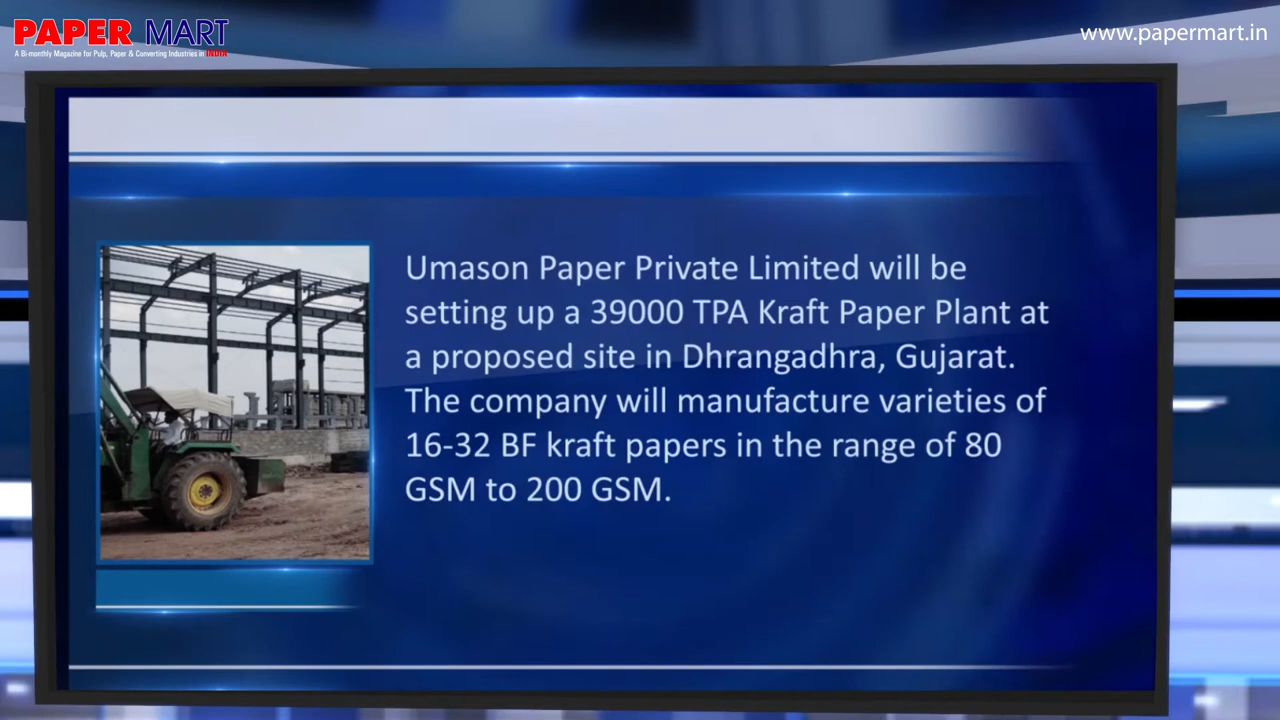 PAPER MART
A Bi-monthly Magazine for Pulp, Paper & Converting Industries in INDIA
www.papermart.in
Umason Paper Private Limited will be
setting up a 39000 TPA Kraft Paper Plant at
a proposed site in Dhrangadhra, Gujarat.
The company will manufacture varieties of
16-32 BF kraft papers in the range of 80
GSM to 200 GSM.